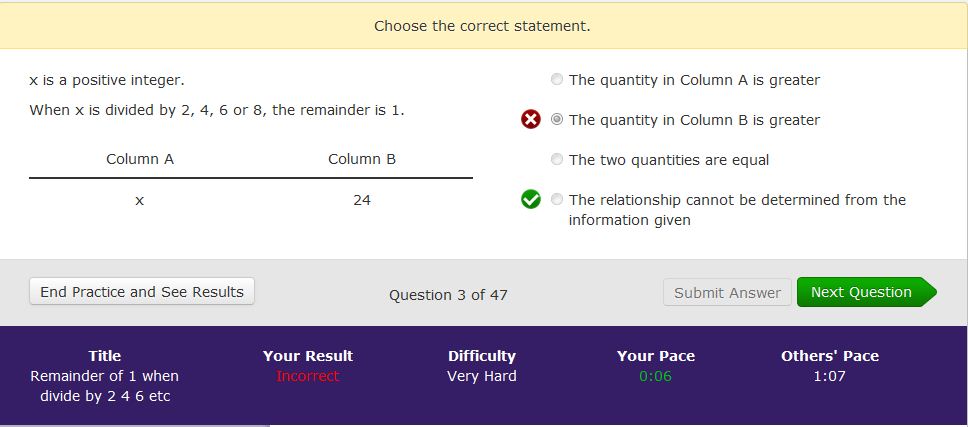 Choose the correct statement.
x is a positive integer.
When x is divided by 2, 4, 6 or 8, the remainder is 1.
Column A Column B
x 24
The quantity in Column A is greater
The quantity in Column B is greater
The two quantities are equal
The relationship cannot be determined from the
information given
End Practice and See Results
Question 3 of 47
Submit Answer
Next Question
Title
Remainder of 1 when
divide by 2 4 6 etc
Your Result
Incorrect
Difficulty
Very Hard
Your Pace
0:06
Others' Pace
1:07